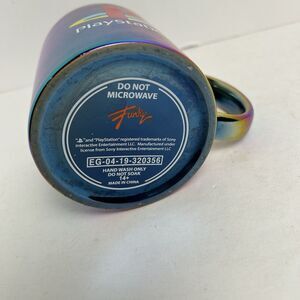 PlayStation
DO NOT
MICROWAVE
Funko
"PS" and "PlayStation" registered trademarks of Sony
Interactive Entertainment LLC. Manufactured under
license from Sony Interactive Entertainment LLC
EG-04-19-320356
HAND WASH ONLY
DO NOT SOAK
14+
MADE IN CHINA